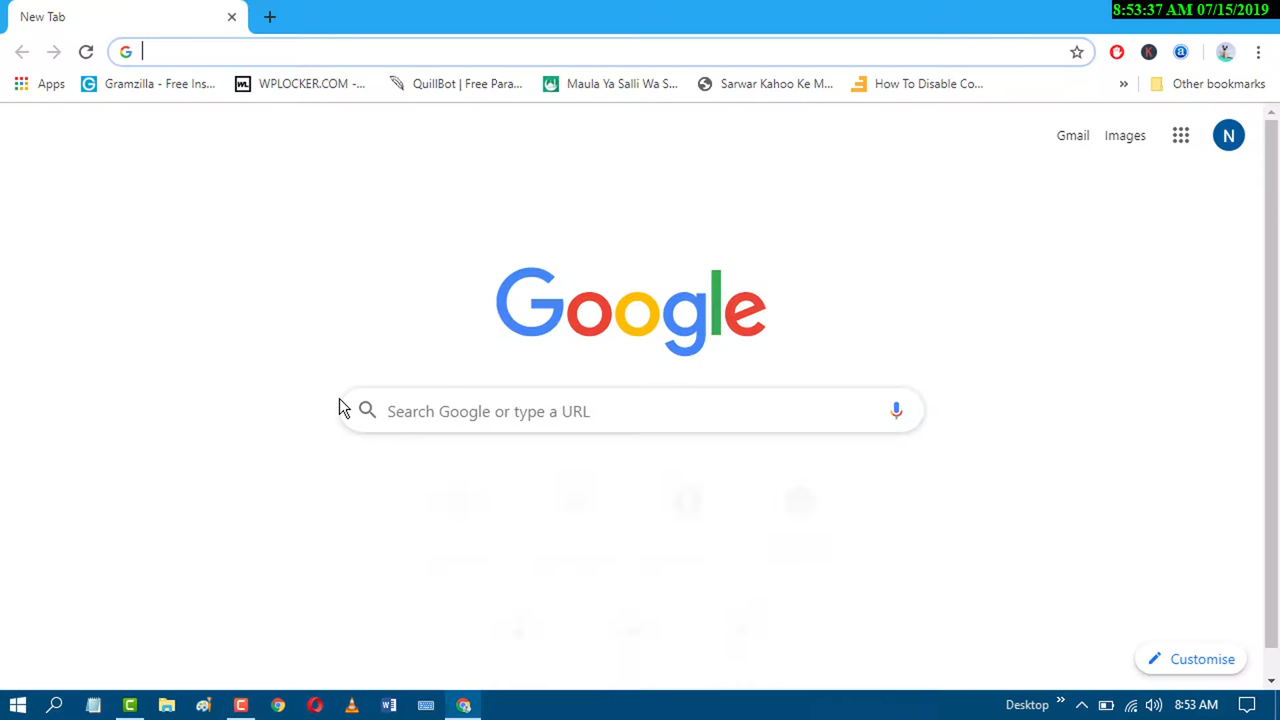 8:53:37 AM 07/15/2019
New Tab
Apps Gramzilla - Free Ins... WPLOCKER.COM -... QuillBot | Free Para... Maula Ya Salli Wa S... Sarwar Kahoo Ke M... How To Disable Co... » Other bookmarks
Gmail Images N
Google
Search Google or type a URL
Customise
Desktop » 8:53 AM